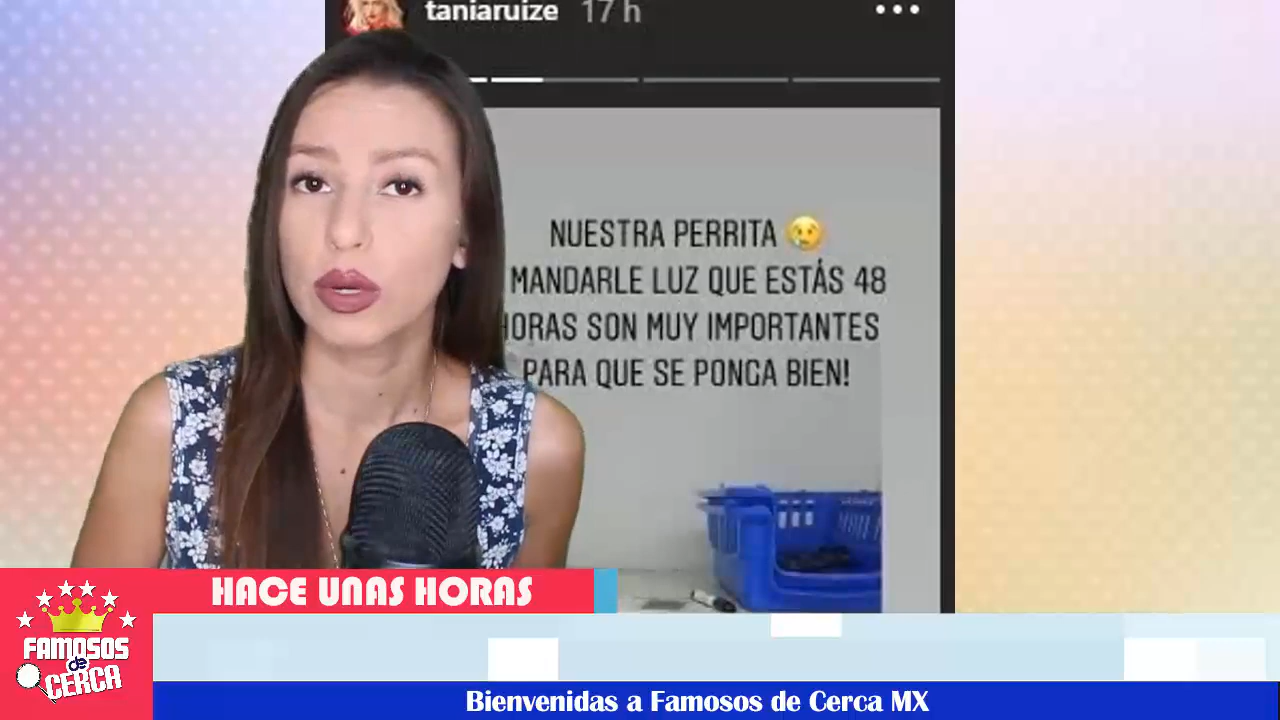 taniaruize 17 h
NUESTRA PERRITA 😢
MANDARLE LUZ QUE ESTÁS 48
HORAS SON MUY IMPORTANTES
PARA QUE SE PONGA BIEN!
HACE UNAS HORAS
FAMOSOS
de
CERCA
Bienvenidas a Famosos de Cerca MX